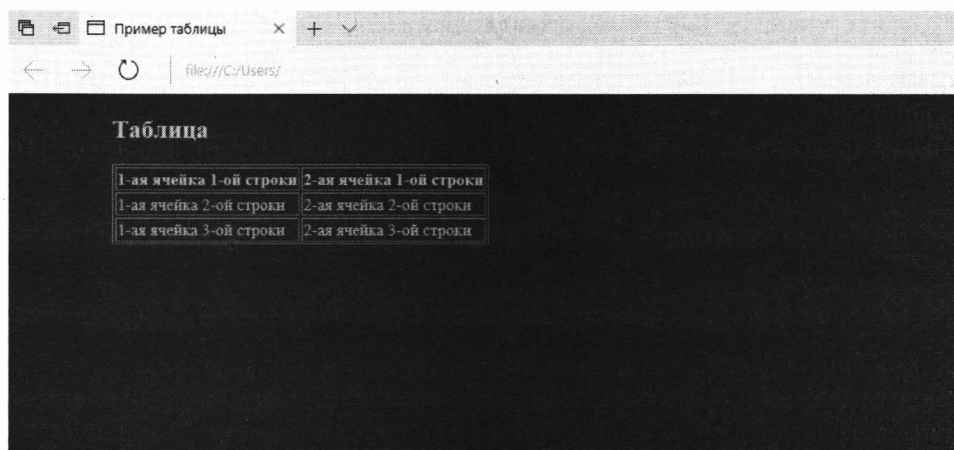 Пример таблицы
file:///C:/Users/
Таблица
1-ая ячейка 1-ой строки 2-ая ячейка 1-ой строки
1-ая ячейка 2-ой строки 2-ая ячейка 2-ой строки
1-ая ячейка 3-ой строки 2-ая ячейка 3-ой строки